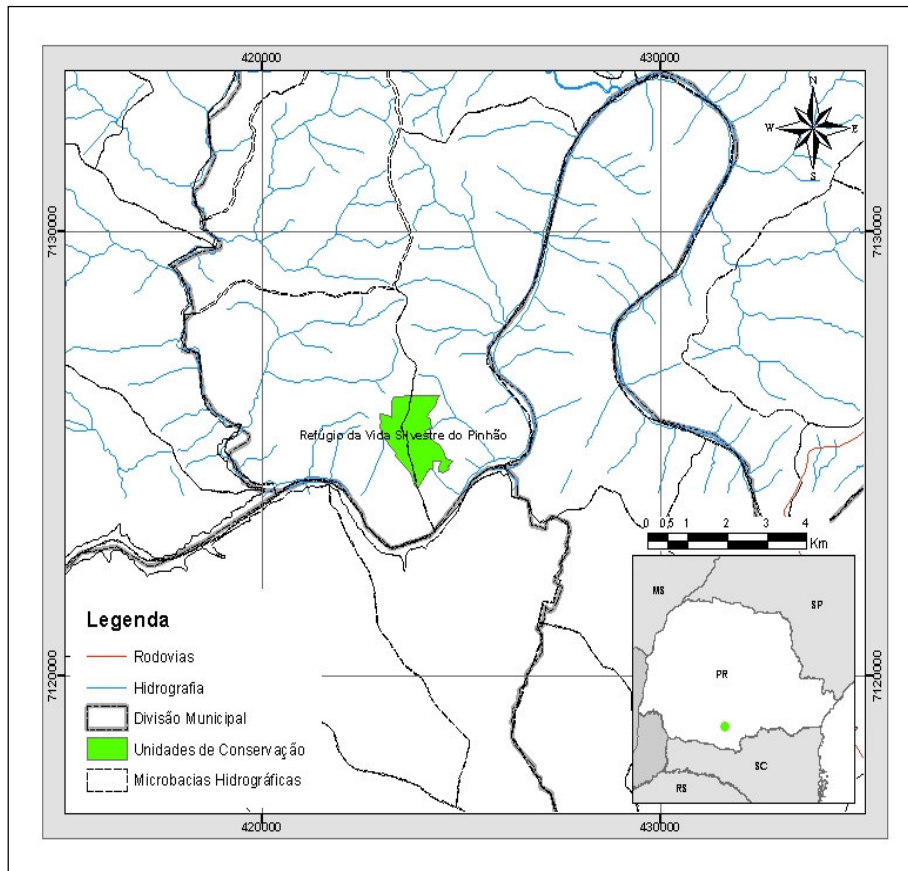 420000
430000
N
W E
S
7130000
7130000
Refúgio da Vida Silvestre do Pinhão
0 0,5 1 2 3 4
Km
MS
SP
PR
SC
RS
Legenda
Rodovias
Hidrografia
Divisão Municipal
Unidades de Conservação
Microbacias Hidrográficas
7120000
7120000
420000
430000